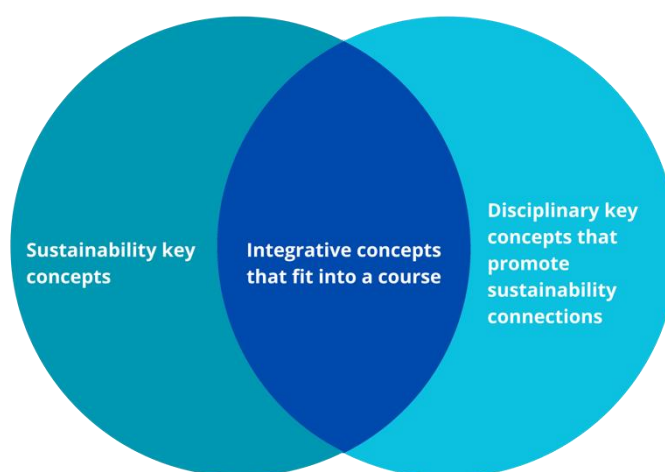 Sustainability key
concepts
Integrative concepts
that fit into a course
Disciplinary key
concepts that
promote
sustainability
connections